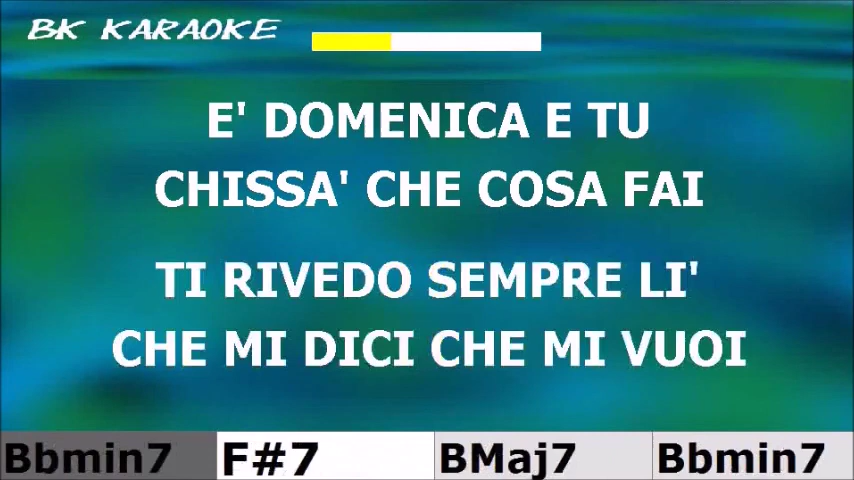 BK KARAOKE
E' DOMENICA E TU
CHISSA' CHE COSA FAI
TI RIVEDO SEMPRE LI'
CHE MI DICI CHE MI VUOI
Bbmin7 F#7 BMaj7 Bbmin7